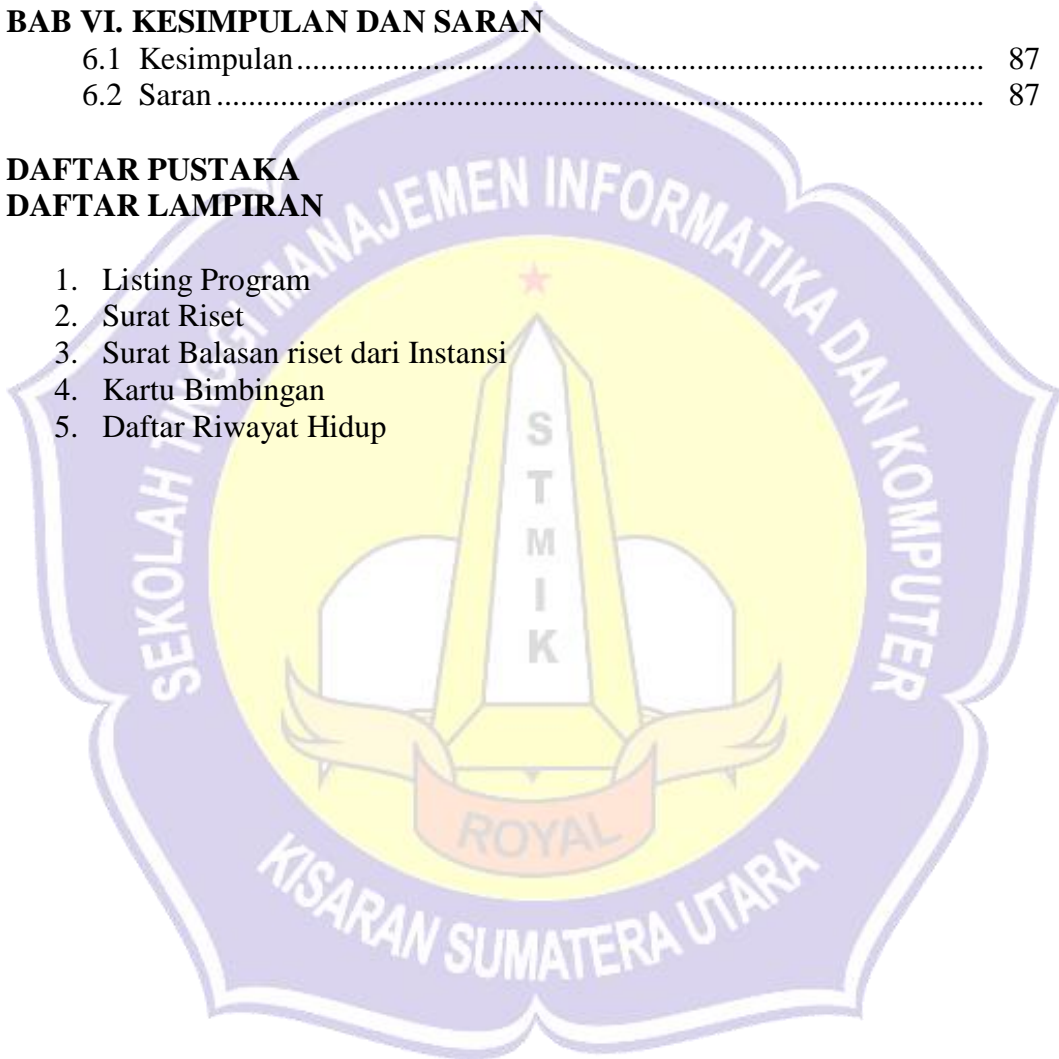 BAB VI. KESIMPULAN DAN SARAN
6.1 Kesimpulan...................................................................................... 87
6.2 Saran................................................................................................ 87
DAFTAR PUSTAKA
DAFTAR LAMPIRAN
1. Listing Program
2. Surat Riset
3. Surat Balasan riset dari Instansi
4. Kartu Bimbingan
5. Daftar Riwayat Hidup
SEKOLAH TINGGI MANAJEMEN INFORMATIKA DAN KOMPUTER
STMIK
ROYAL
KISARAN SUMATERA UTARA